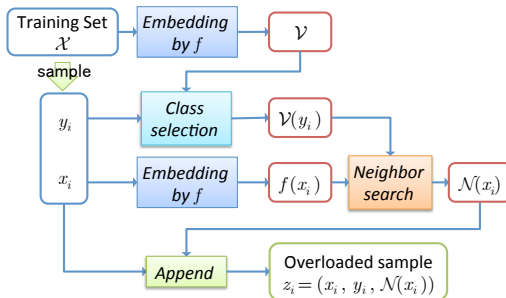 Training Set
𝒳
Embedding
by f
𝒱
sample
y_i
Class
selection
𝒱(y_i)
x_i
Embedding
by f
f(x_i)
Neighbor
search
𝒩(x_i)
Append
Overloaded sample
z_i=(x_i, y_i, 𝒩(x_i))